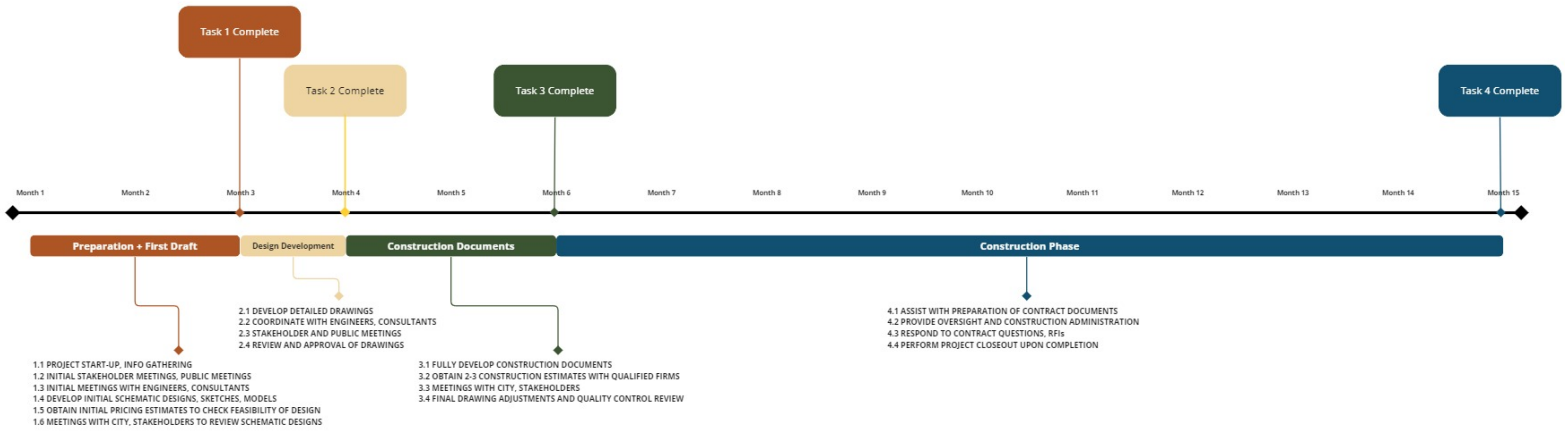 Task 1 Complete
Task 2 Complete
Task 3 Complete
Task 4 Complete
Month 1
Month 2
Month 3
Month 4
Month 5
Month 6
Month 7
Month 8
Month 9
Month 10
Month 11
Month 12
Month 13
Month 14
Month 15
Preparation + First Draft
Design Development
Construction Documents
Construction Phase
1.1 PROJECT START-UP, INFO GATHERING
1.2 INITIAL STAKEHOLDER MEETINGS, PUBLIC MEETINGS
1.3 INITIAL MEETINGS WITH ENGINEERS, CONSULTANTS
1.4 DEVELOP INITIAL SCHEMATIC DESIGNS, SKETCHES, MODELS
1.5 OBTAIN INITIAL PRICING ESTIMATES TO CHECK FEASIBILITY OF DESIGN
1.6 MEETINGS WITH CITY, STAKEHOLDERS TO REVIEW SCHEMATIC DESIGNS
2.1 DEVELOP DETAILED DRAWINGS
2.2 COORDINATE WITH ENGINEERS, CONSULTANTS
2.3 STAKEHOLDER AND PUBLIC MEETINGS
2.4 REVIEW AND APPROVAL OF DRAWINGS
3.1 FULLY DEVELOP CONSTRUCTION DOCUMENTS
3.2 OBTAIN 2-3 CONSTRUCTION ESTIMATES WITH QUALIFIED FIRMS
3.3 MEETINGS WITH CITY, STAKEHOLDERS
3.4 FINAL DRAWING ADJUSTMENTS AND QUALITY CONTROL REVIEW
4.1 ASSIST WITH PREPARATION OF CONTRACT DOCUMENTS
4.2 PROVIDE OVERSIGHT AND CONSTRUCTION ADMINISTRATION
4.3 RESPOND TO CONTRACT QUESTIONS, RFIs
4.4 PERFORM PROJECT CLOSEOUT UPON COMPLETION